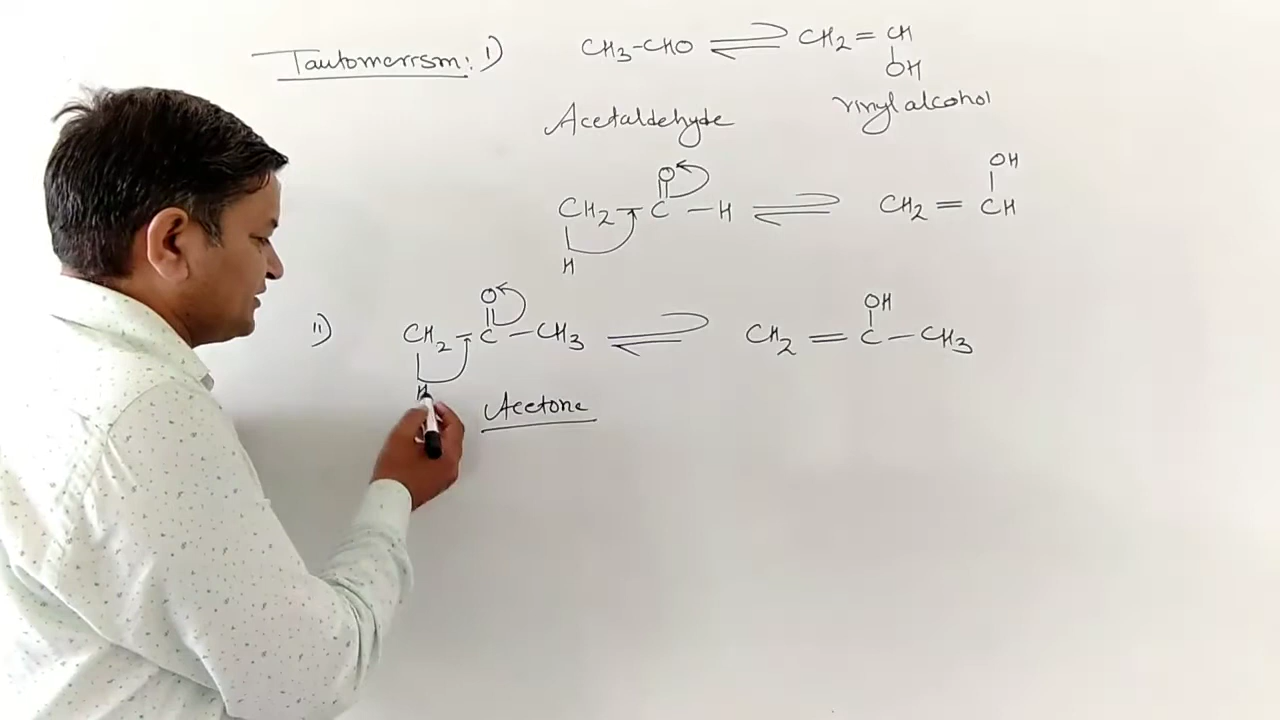 Tautomerism: i) CH3-CHO ⇌ CH2=CH
OH
Acetaldehyde vinyl alcohol
O OH
CH2-C-H ⇌ CH2=CH
H
O OH
ii) CH2-C-CH3 ⇌ CH2=C-CH3
H
Acetone